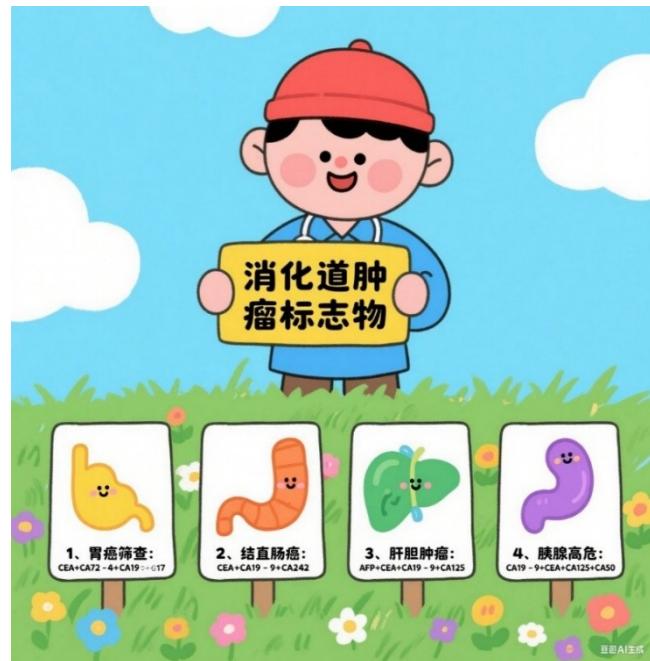 消化道肿
瘤标志物
1、胃癌筛查:
CEA+CA72-4+CA19
2、结直肠癌:
CEA+CA19-9+CA242
3、肝胆肿瘤:
AFP+CEA+CA19-9+CA125
4、胰腺高危:
CA19-9+CEA+CA125+CA50
豆包AI生成